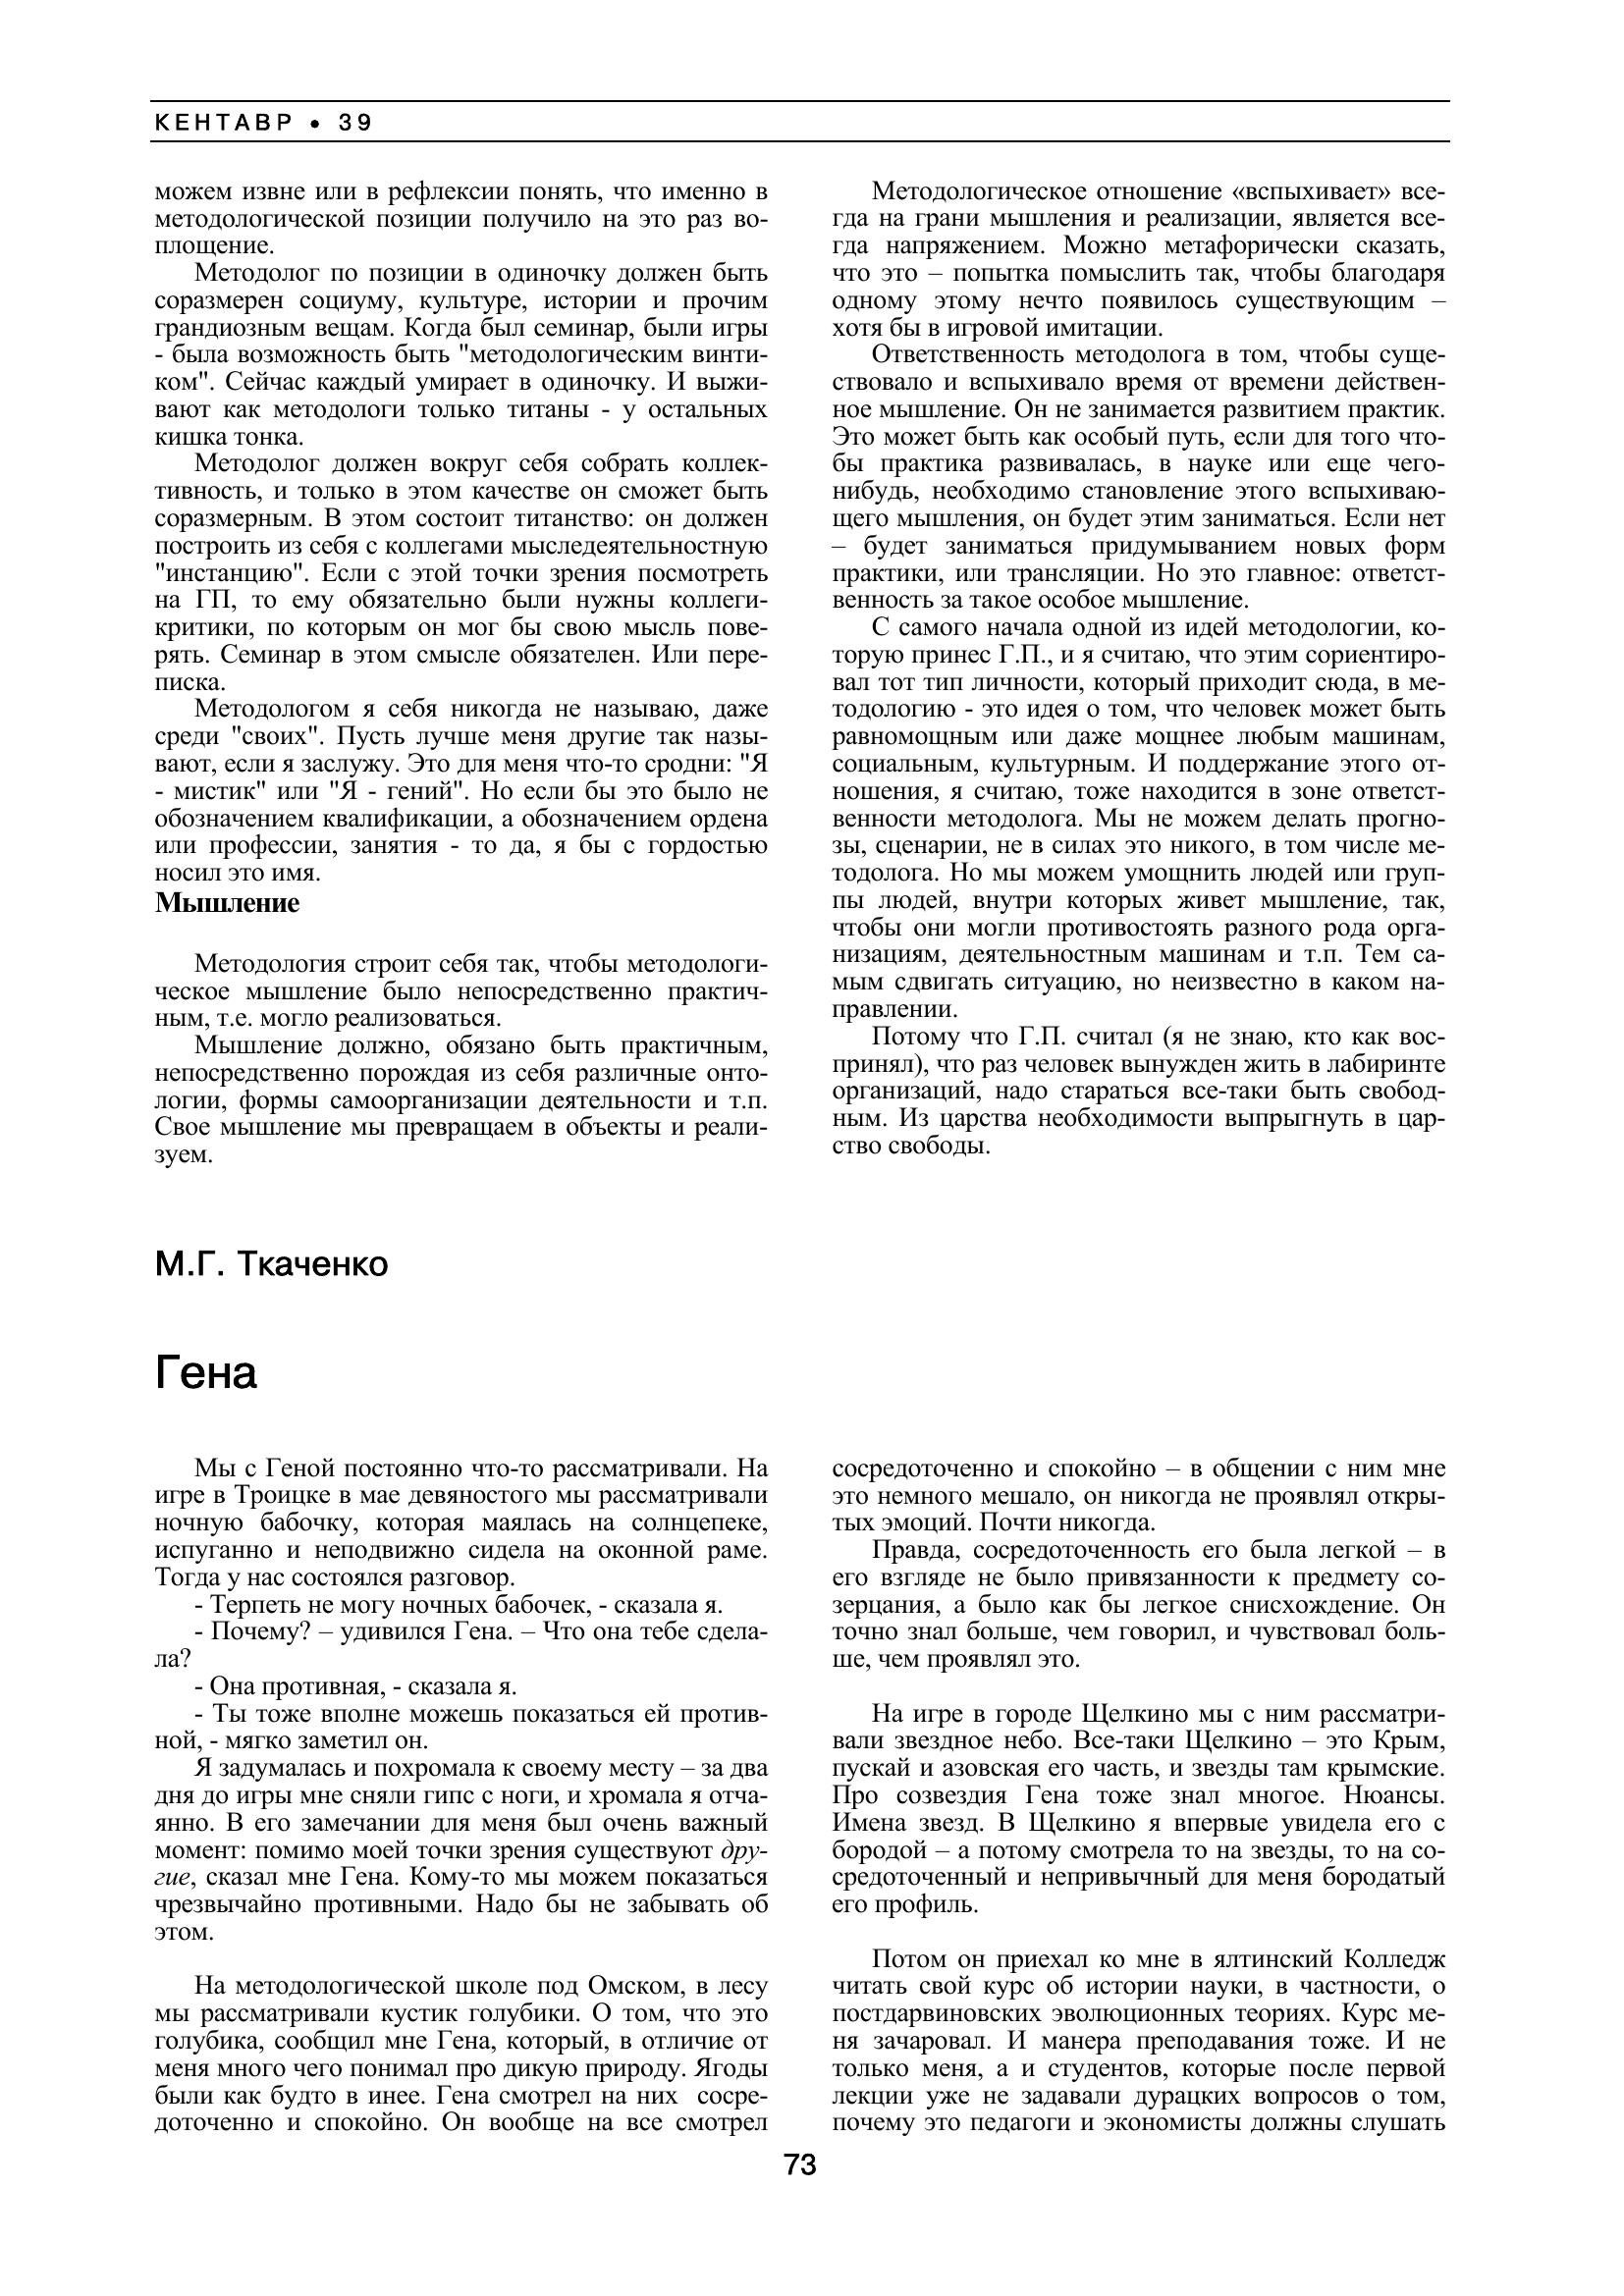 КЕНТАВР • 39
можем извне или в рефлексии понять, что именно в
методологической позиции получило на это раз во-
площение.
Методолог по позиции в одиночку должен быть
соразмерен социуму, культуре, истории и прочим
грандиозным вещам. Когда был семинар, были игры
- была возможность быть "методологическим винти-
ком". Сейчас каждый умирает в одиночку. И выжи-
вают как методологи только титаны - у остальных
кишка тонка.
Методолог должен вокруг себя собрать коллек-
тивность, и только в этом качестве он сможет быть
соразмерным. В этом состоит титанство: он должен
построить из себя с коллегами мыследеятельностную
"инстанцию". Если с этой точки зрения посмотреть
на ГП, то ему обязательно были нужны коллеги-
критики, по которым он мог бы свою мысль пове-
рять. Семинар в этом смысле обязателен. Или пере-
писка.
Методологом я себя никогда не называю, даже
среди "своих". Пусть лучше меня другие так назы-
вают, если я заслужу. Это для меня что-то сродни: "Я
- мистик" или "Я - гений". Но если бы это было не
обозначением квалификации, а обозначением ордена
или профессии, занятия - то да, я бы с гордостью
носил это имя.
Мышление
Методология строит себя так, чтобы методологи-
ческое мышление было непосредственно практич-
ным, т.е. могло реализоваться.
Мышление должно, обязано быть практичным,
непосредственно порождая из себя различные онто-
логии, формы самоорганизации деятельности и т.п.
Свое мышление мы превращаем в объекты и реали-
зуем.
Методологическое отношение «вспыхивает» все-
гда на грани мышления и реализации, является все-
гда напряжением. Можно метафорически сказать,
что это – попытка помыслить так, чтобы благодаря
одному этому нечто появилось существующим –
хотя бы в игровой имитации.
Ответственность методолога в том, чтобы суще-
ствовало и вспыхивало время от времени действен-
ное мышление. Он не занимается развитием практик.
Это может быть как особый путь, если для того что-
бы практика развивалась, в науке или еще чего-
нибудь, необходимо становление этого вспыхиваю-
щего мышления, он будет этим заниматься. Если нет
– будет заниматься придумыванием новых форм
практики, или трансляции. Но это главное: ответст-
венность за такое особое мышление.
С самого начала одной из идей методологии, ко-
торую принес Г.П., и я считаю, что этим сориентиро-
вал тот тип личности, который приходит сюда, в ме-
тодологию - это идея о том, что человек может быть
равномощным или даже мощнее любым машинам,
социальным, культурным. И поддержание этого от-
ношения, я считаю, тоже находится в зоне ответст-
венности методолога. Мы не можем делать прогно-
зы, сценарии, не в силах это никого, в том числе ме-
тодолога. Но мы можем умощнить людей или груп-
пы людей, внутри которых живет мышление, так,
чтобы они могли противостоять разного рода орга-
низациям, деятельностным машинам и т.п. Тем са-
мым сдвигать ситуацию, но неизвестно в каком на-
правлении.
Потому что Г.П. считал (я не знаю, кто как вос-
принял), что раз человек вынужден жить в лабиринте
организаций, надо стараться все-таки быть свобод-
ным. Из царства необходимости выпрыгнуть в цар-
ство свободы.
М.Г. Ткаченко
Гена
Мы с Геной постоянно что-то рассматривали. На
игре в Троицке в мае девяностого мы рассматривали
ночную бабочку, которая маялась на солнцепеке,
испуганно и неподвижно сидела на оконной раме.
Тогда у нас состоялся разговор.
- Терпеть не могу ночных бабочек, - сказала я.
- Почему? – удивился Гена. – Что она тебе сдела-
ла?
- Она противная, - сказала я.
- Ты тоже вполне можешь показаться ей против-
ной, - мягко заметил он.
Я задумалась и похромала к своему месту – за два
дня до игры мне сняли гипс с ноги, и хромала я отча-
янно. В его замечании для меня был очень важный
момент: помимо моей точки зрения существуют дру-
гие, сказал мне Гена. Кому-то мы можем показаться
чрезвычайно противными. Надо бы не забывать об
этом.
На методологической школе под Омском, в лесу
мы рассматривали кустик голубики. О том, что это
голубика, сообщил мне Гена, который, в отличие от
меня много чего понимал про дикую природу. Ягоды
были как будто в инее. Гена смотрел на них  сосре-
доточенно и спокойно. Он вообще на все смотрел
сосредоточенно и спокойно – в общении с ним мне
это немного мешало, он никогда не проявлял откры-
тых эмоций. Почти никогда.
Правда, сосредоточенность его была легкой – в
его взгляде не было привязанности к предмету со-
зерцания, а было как бы легкое снисхождение. Он
точно знал больше, чем говорил, и чувствовал боль-
ше, чем проявлял это.
На игре в городе Щелкино мы с ним рассматри-
вали звездное небо. Все-таки Щелкино – это Крым,
пускай и азовская его часть, и звезды там крымские.
Про созвездия Гена тоже знал многое. Нюансы.
Имена звезд. В Щелкино я впервые увидела его с
бородой – а потому смотрела то на звезды, то на со-
средоточенный и непривычный для меня бородатый
его профиль.
Потом он приехал ко мне в ялтинский Колледж
читать свой курс об истории науки, в частности, о
постдарвиновских эволюционных теориях. Курс ме-
ня зачаровал. И манера преподавания тоже. И не
только меня, а и студентов, которые после первой
лекции уже не задавали дурацких вопросов о том,
почему это педагоги и экономисты должны слушать
73